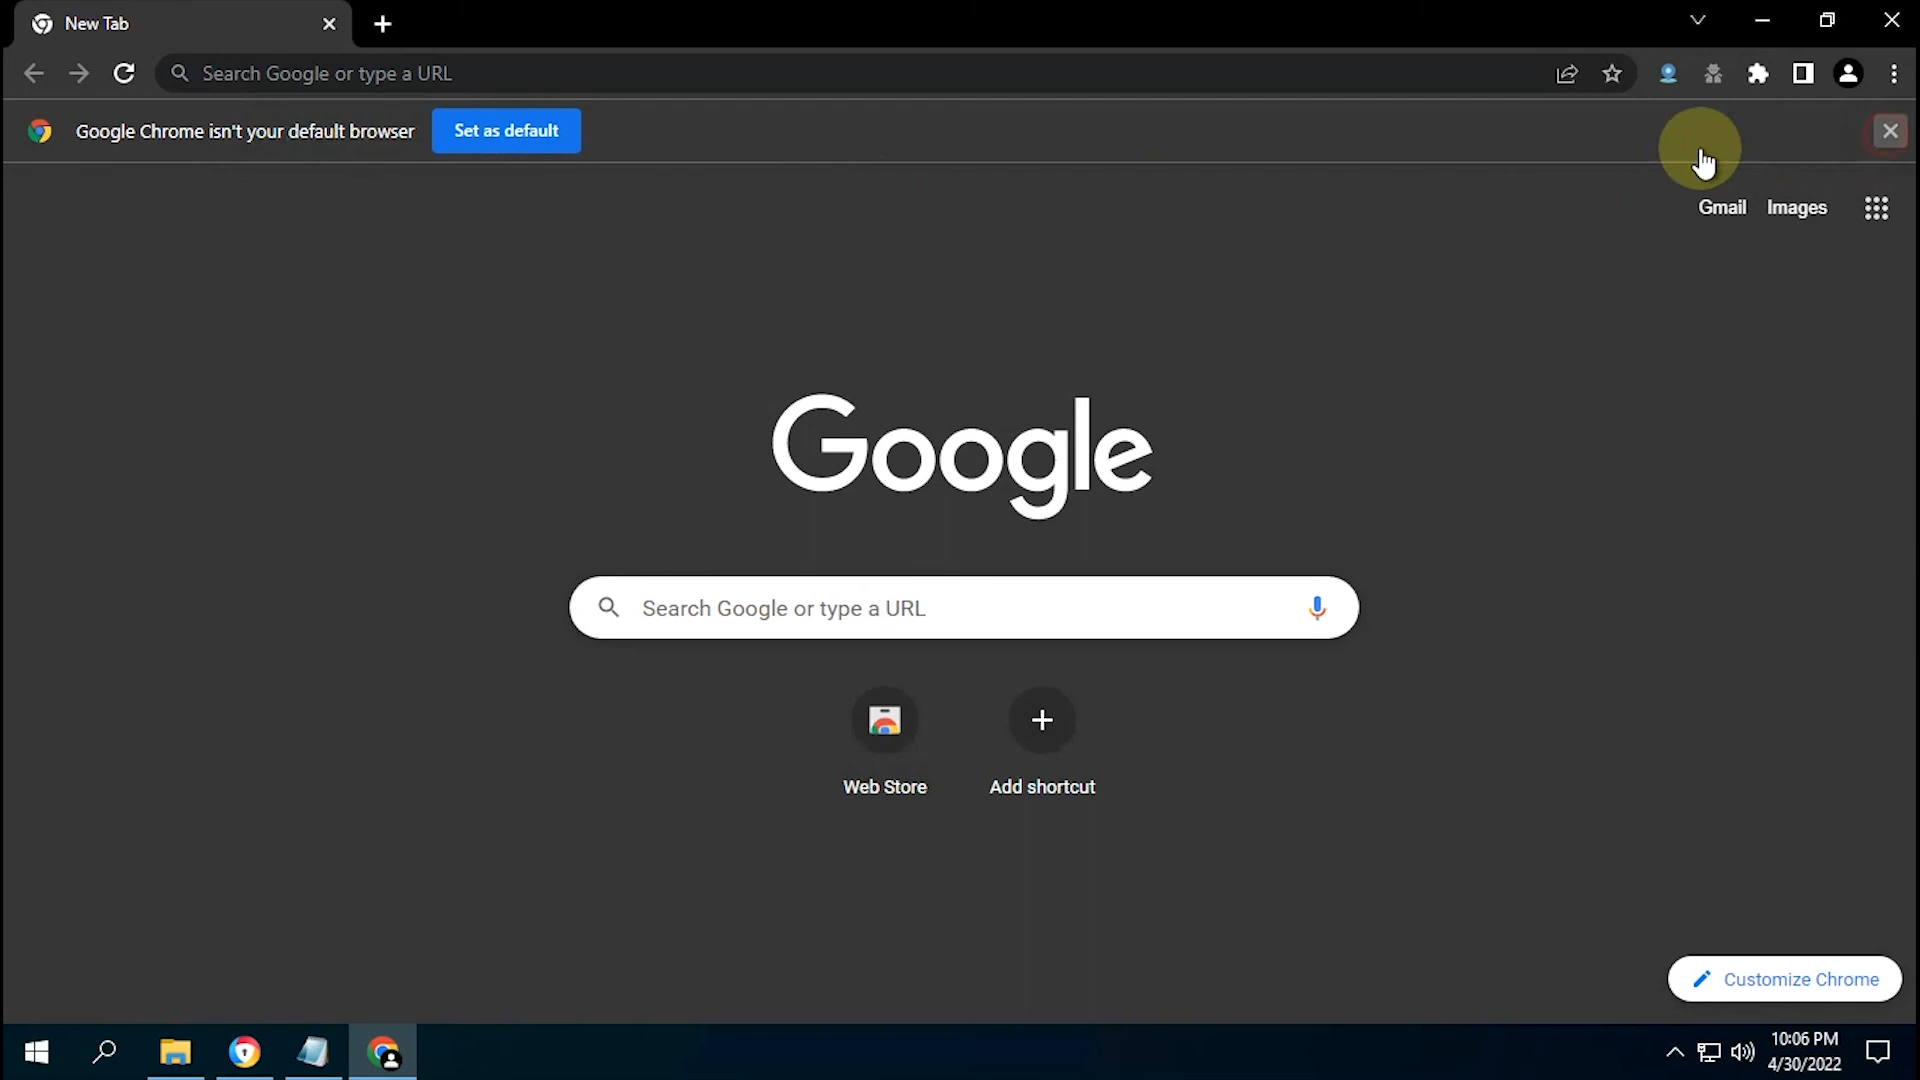 New Tab
Search Google or type a URL
Google Chrome isn't your default browser
Set as default
Gmail
Images
Google
Search Google or type a URL
Web Store
Add shortcut
Customize Chrome
10:06 PM
4/30/2022